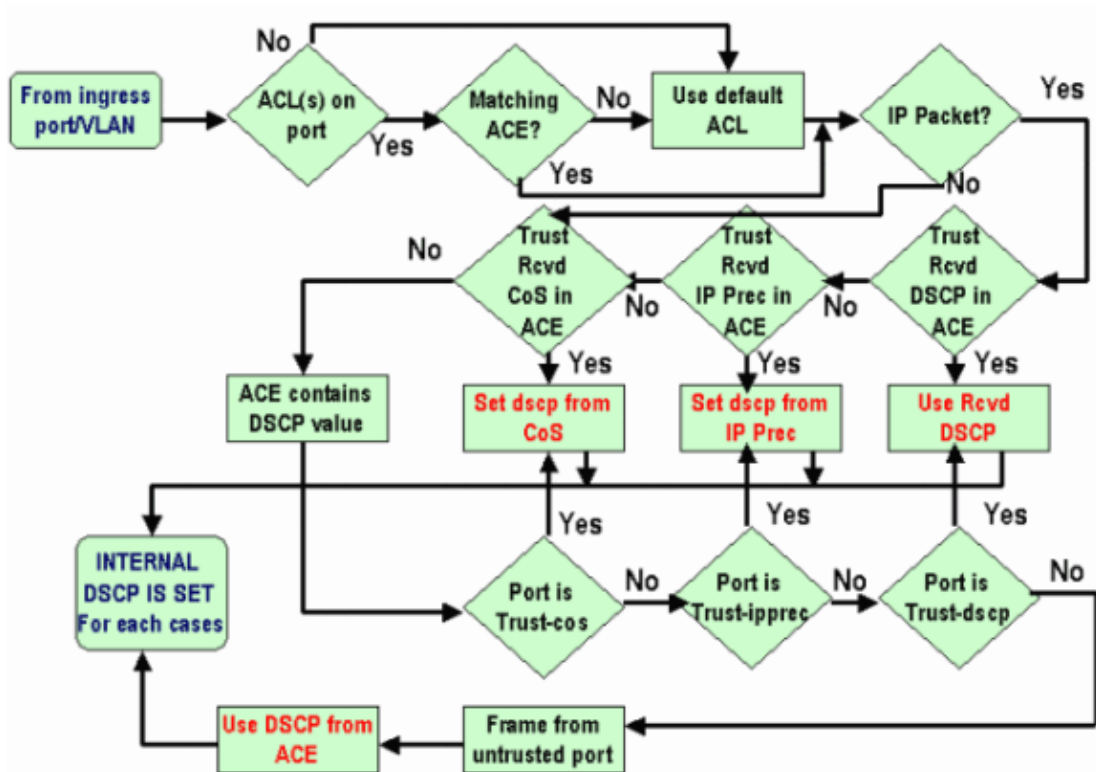 No
Yes
From ingress
port/VLAN
ACL(s) on
port
Yes
Matching
ACE?
No
Yes
Use default
ACL
IP Packet?
No
No
Trust
Rcvd
CoS in
ACE
No
Trust
Rcvd
IP Prec in
ACE
No
Trust
Rcvd
DSCP in
ACE
Yes
Yes
Yes
ACE contains
DSCP value
Set dscp from
CoS
Set dscp from
IP Prec
Use Rcvd
DSCP
Yes
Yes
Yes
INTERNAL
DSCP IS SET
For each cases
Port is
Trust-cos
No
Port is
Trust-ipprec
No
Port is
Trust-dscp
No
Use DSCP from
ACE
Frame from
untrusted port